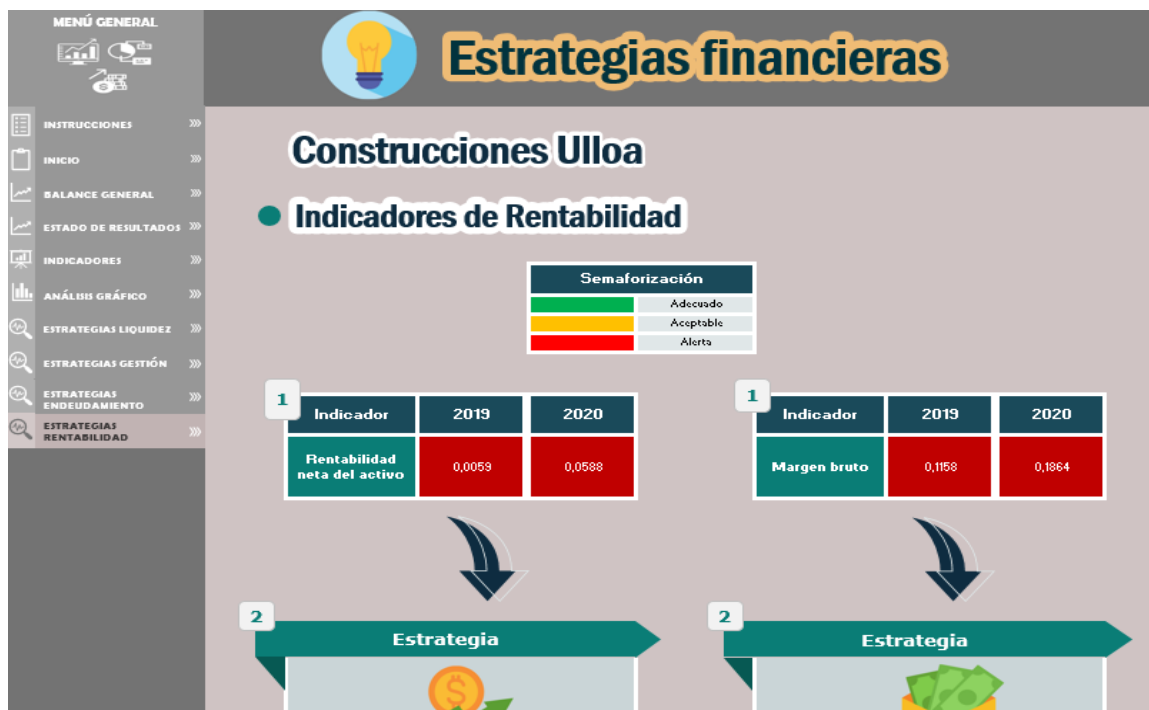 MENÚ GENERAL
INSTRUCCIONES
INICIO
BALANCE GENERAL
ESTADO DE RESULTADOS
INDICADORES
ANÁLISIS GRÁFICO
ESTRATEGIAS LIQUIDEZ
ESTRATEGIAS GESTIÓN
ESTRATEGIAS
ENDEUDAMIENTO
ESTRATEGIAS
RENTABILIDAD
Estrategias financieras
Construcciones Ulloa
Indicadores de Rentabilidad
Semaforización
Adecuado
Aceptable
Alerta
1
Indicador 2019 2020
Rentabilidad
neta del activo 0,0059 0,0588
2
Estrategia
1
Indicador 2019 2020
Margen bruto 0,1158 0,1864
2
Estrategia